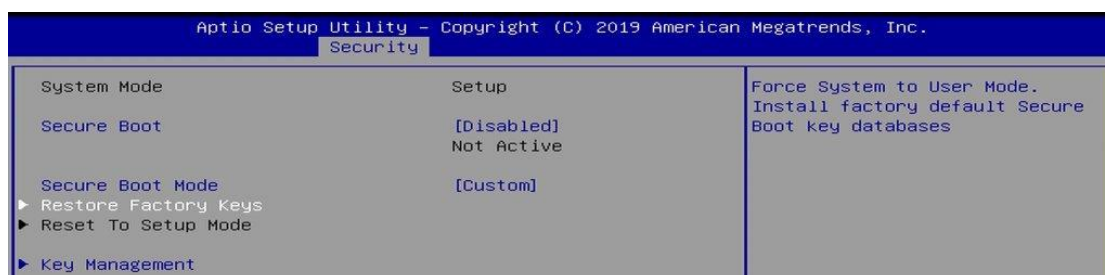 Aptio Setup Utility – Copyright (C) 2019 American Megatrends, Inc.
Security
System Mode Setup
Secure Boot [Disabled]
Not Active
Secure Boot Mode [Custom]
▶ Restore Factory Keys
▶ Reset To Setup Mode
▶ Key Management
Force System to User Mode.
Install factory default Secure
Boot Key databases